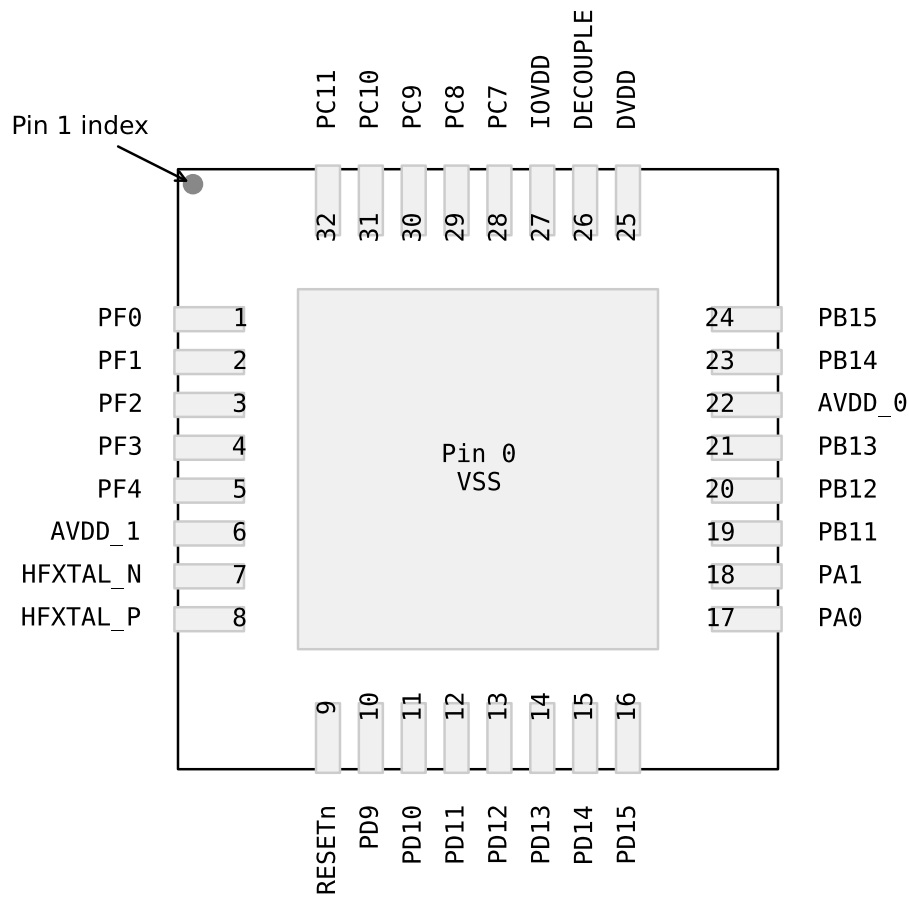 PC11
PC10
PC9
PC8
PC7
IOVDD
DECOUPLE
DVDD
Pin 1 index
32
31
30
29
28
27
26
25
PF0 1
PF1 2
PF2 3
PF3 4
PF4 5
AVDD_1 6
HFXTAL_N 7
HFXTAL_P 8
Pin 0
VSS
24 PB15
23 PB14
22 AVDD_0
21 PB13
20 PB12
19 PB11
18 PA1
17 PA0
9
10
11
12
13
14
15
16
RESETn
PD9
PD10
PD11
PD12
PD13
PD14
PD15